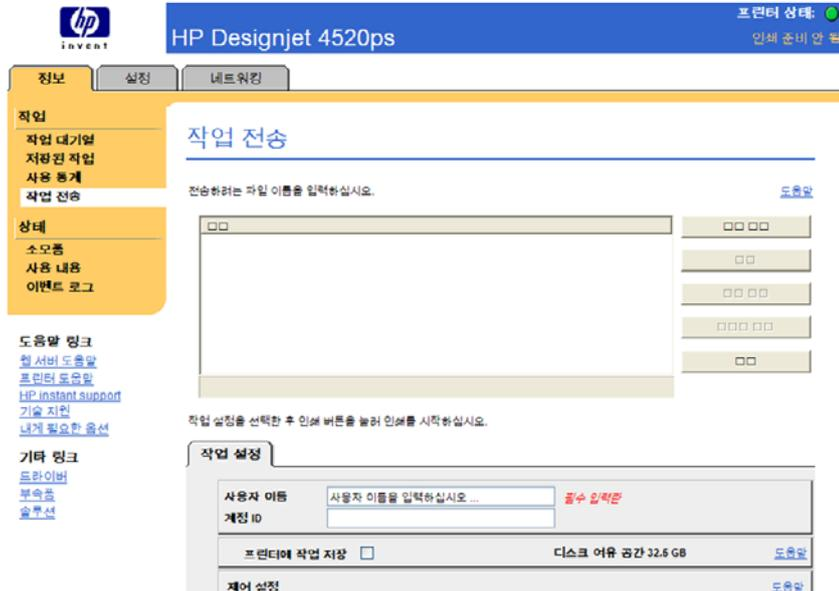 hp
invent
HP Designjet 4520ps
프린터 상태:
인쇄 준비 안
정보
설정
네트워킹
작업
작업 대기열
저장된 작업
사용 통계
작업 전송
상태
소모품
사용 내용
이벤트 로그
도움말 링크
웹 서버 도움말
프린터 도움말
HP instant support
기술 지원
내게 필요한 옵션
기타 링크
드라이버
부속품
솔루션
작업 전송
전송하려는 파일 이름을 입력하십시오.
도움말
□□
□□ □□
□□
□□ □□
□□□ □□
□□
작업 설정을 선택한 후 인쇄 버튼을 눌러 인쇄를 시작하십시오.
작업 설정
사용자 이름
사용자 이름을 입력하십시오 ...
필수 입력란
계정 ID
프린터에 작업 저장
디스크 여유 공간 32.5 GB
도움말
제어 설정
도움말